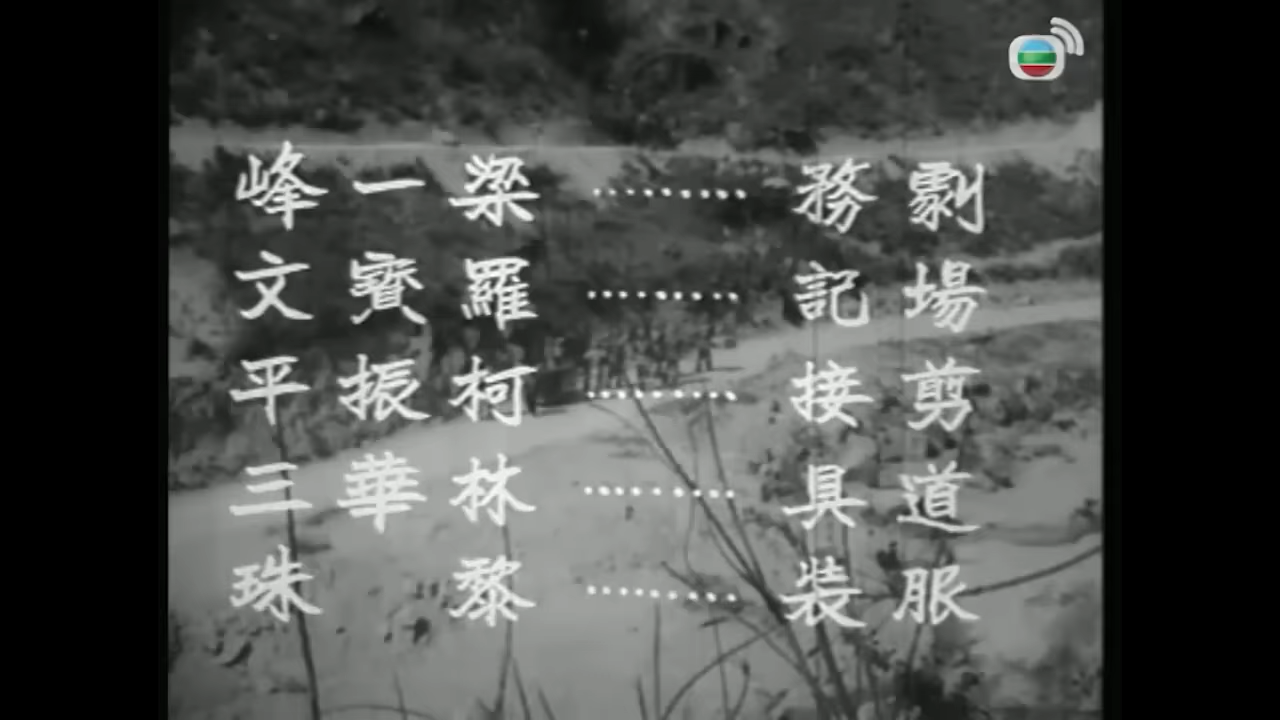 劇務………梁一峰
場記………羅寶文
剪接………柯振平
道具………林華三
服裝………黎珠